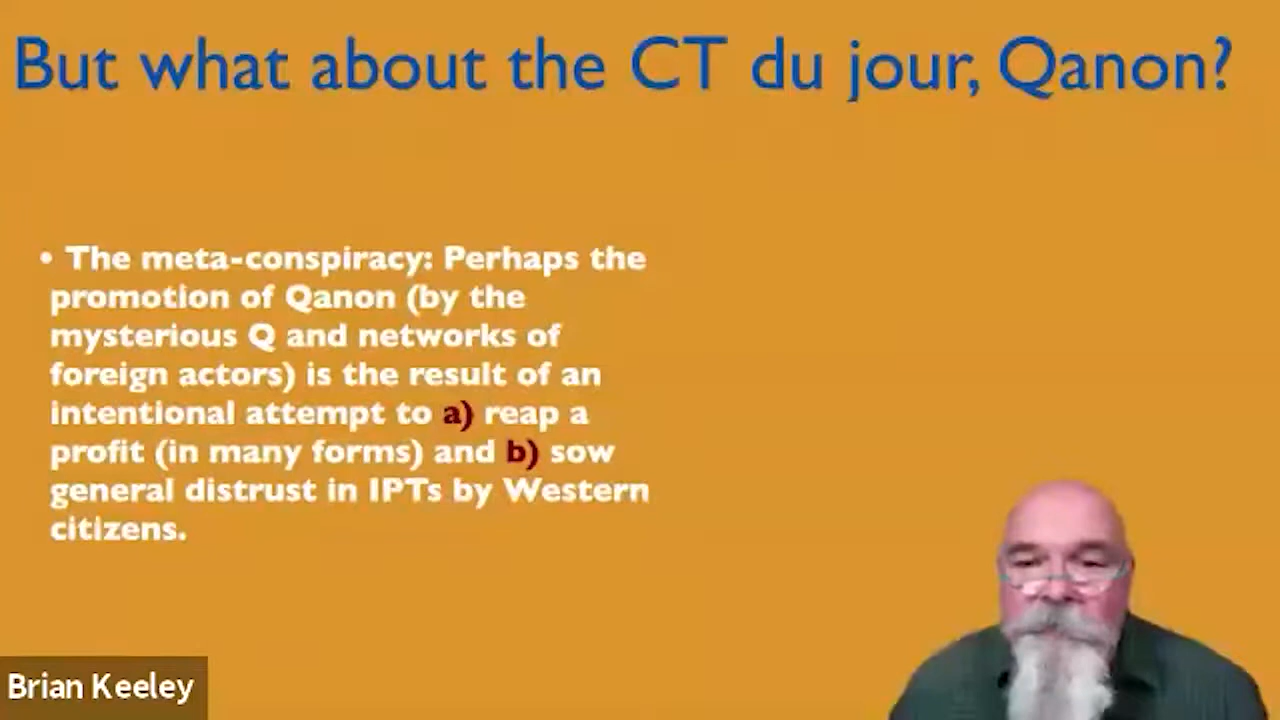 But what about the CT du jour, Qanon?
• The meta-conspiracy: Perhaps the
promotion of Qanon (by the
mysterious Q and networks of
foreign actors) is the result of an
intentional attempt to a) reap a
profit (in many forms) and b) sow
general distrust in IPTs by Western
citizens.
Brian Keeley